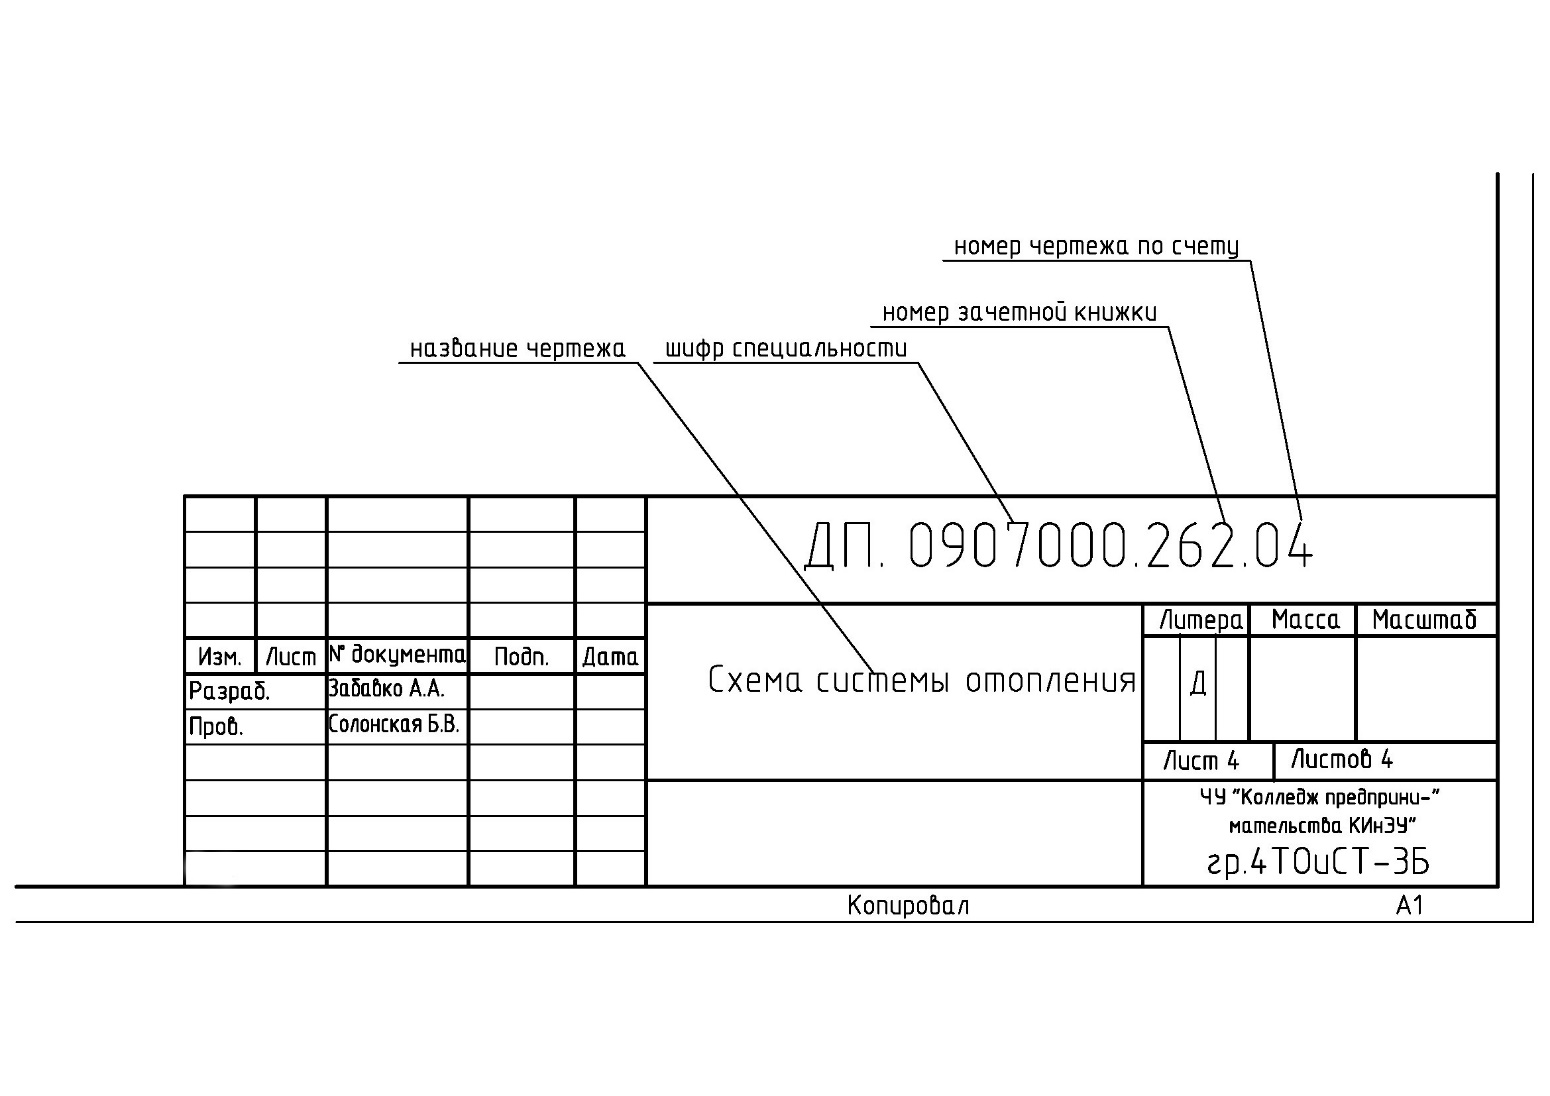 номер чертежа по счету
номер зачетной книжки
название чертежа шифр специальности
ДП. 0907000.262.04
Литера Масса Масштаб
Изм. Лист № документа Подп. Дата
Разраб. Забавко А.А.
Схема системы отопления
Д
Пров. Солонская Б.В.
Лист 4 Листов 4
ЧУ "Колледж предприни-"
мательства КИнЭУ"
гр.4ТОиСТ-3Б
Копировал А1